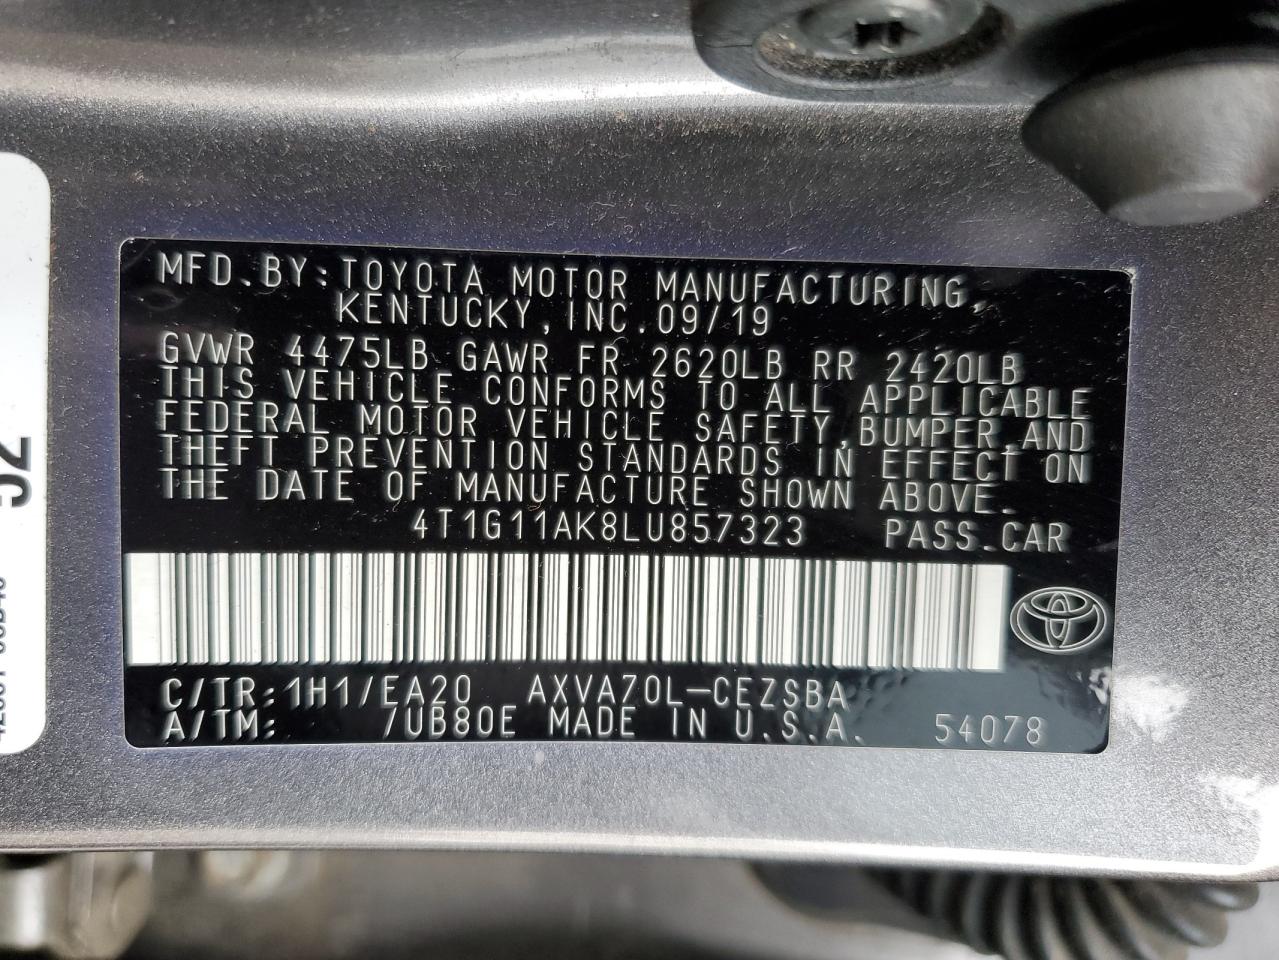 MFD.BY:TOYOTA MOTOR MANUFACTURING,
KENTUCKY,INC.09/19
GVWR 4475LB GAWR FR 2620LB RR 2420LB
THIS VEHICLE CONFORMS TO ALL APPLICABLE
FEDERAL MOTOR VEHICLE SAFETY,BUMPER,AND
THEFT PREVENTION STANDARDS IN EFFECT ON
THE DATE OF MANUFACTURE SHOWN ABOVE.
4T1G11AK8LU857323 PASS.CAR
C/TR:1H1/EA20 AXVA70L-CEZSBA
A/TM: /UB80E MADE IN U.S.A. 54078
52